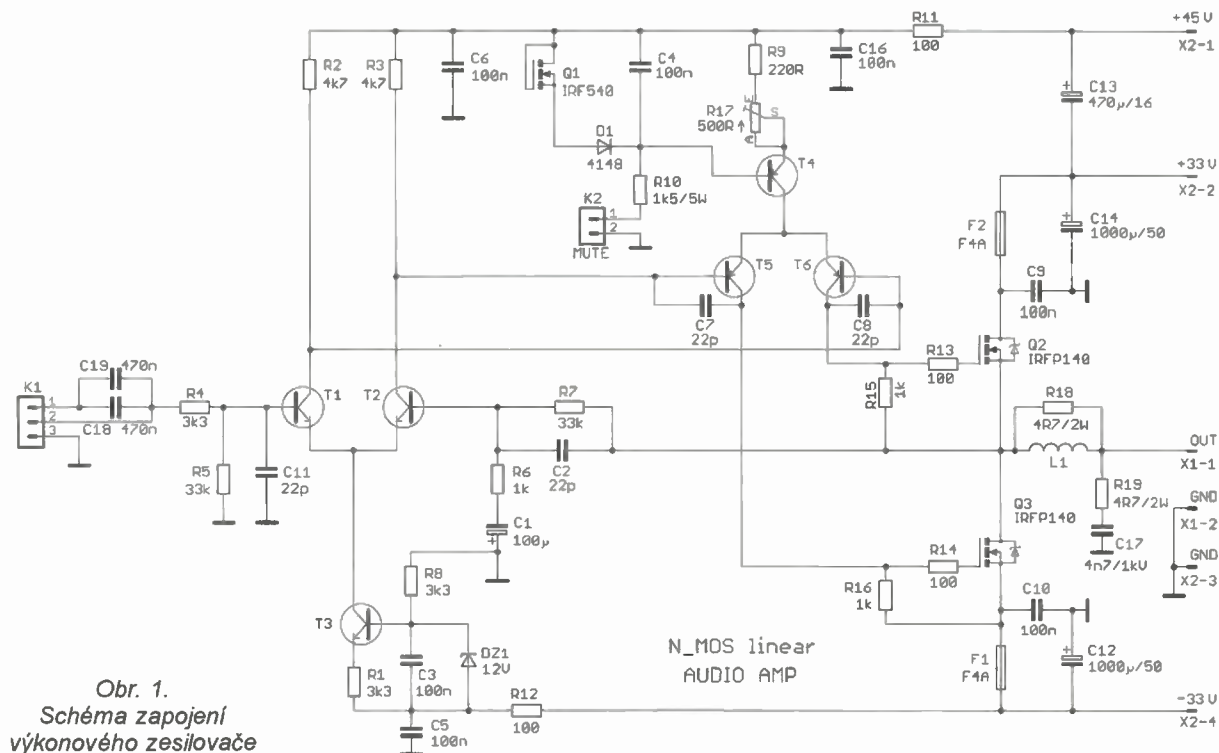 R11
100
+45 V
X2-1
R2
4k7
R3
4k7
C6
100n
Q1
IRF540
C4
100n
R9
220R
C16
100n
C13
470µ/16
R17
500R
E
S
A
D1
4148
T4
R10
1k5/5W
K2
1
2
MUTE
+33 V
X2-2
F2
F4A
C14
1000µ/50
T5
T6
C9
100n
C7
22p
C8
22p
Q2
IRFP140
R13
100
R15
1k
K1
1
2
3
C19
470n
C18
470n
R4
3k3
T1
T2
R7
33k
R18
4R7/2W
OUT
X1-1
L1
R5
33k
C11
22p
R6
1k
C2
22p
R19
4R7/2W
GND
X1-2
Q3
IRFP140
C1
100µ
C17
4n7/1kV
GND
X2-3
R8
3k3
R14
100
R16
1k
T3
C10
100n
DZ1
12V
N_MOS linear
AUDIO AMP
C12
1000µ/50
R1
3k3
C3
100n
R12
100
F1
F4A
C5
100n
-33 V
X2-4
Obr. 1.
Schéma zapojení
výkonového zesilovače